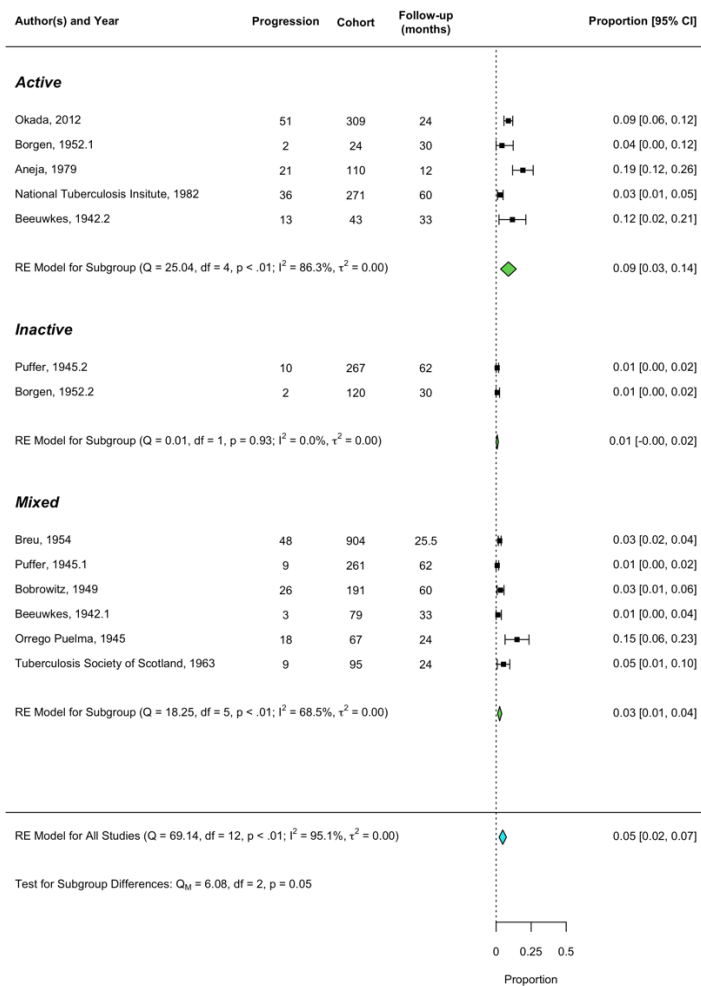 Author(s) and Year Progression Cohort Follow-up (months) Proportion [95% CI]
Active
Okada, 2012 51 309 24 0.09 [0.06, 0.12]
Borgen, 1952.1 2 24 30 0.04 [0.00, 0.12]
Aneja, 1979 21 110 12 0.19 [0.12, 0.26]
National Tuberculosis Insitute, 1982 36 271 60 0.03 [0.01, 0.05]
Beeuwkes, 1942.2 13 43 33 0.12 [0.02, 0.21]
RE Model for Subgroup (Q = 25.04, df = 4, p < .01; I² = 86.3%, τ² = 0.00) 0.09 [0.03, 0.14]
Inactive
Puffer, 1945.2 10 267 62 0.01 [0.00, 0.02]
Borgen, 1952.2 2 120 30 0.01 [0.00, 0.02]
RE Model for Subgroup (Q = 0.01, df = 1, p = 0.93; I² = 0.0%, τ² = 0.00) 0.01 [-0.00, 0.02]
Mixed
Breu, 1954 48 904 25.5 0.03 [0.02, 0.04]
Puffer, 1945.1 9 261 62 0.01 [0.00, 0.02]
Bobrowitz, 1949 26 191 60 0.03 [0.01, 0.06]
Beeuwkes, 1942.1 3 79 33 0.01 [0.00, 0.04]
Orrego Puelma, 1945 18 67 24 0.15 [0.06, 0.23]
Tuberculosis Society of Scotland, 1963 9 95 24 0.05 [0.01, 0.10]
RE Model for Subgroup (Q = 18.25, df = 5, p < .01; I² = 68.5%, τ² = 0.00) 0.03 [0.01, 0.04]
RE Model for All Studies (Q = 69.14, df = 12, p < .01; I² = 95.1%, τ² = 0.00) 0.05 [0.02, 0.07]
Test for Subgroup Differences: Q_M = 6.08, df = 2, p = 0.05
0 0.25 0.5
Proportion